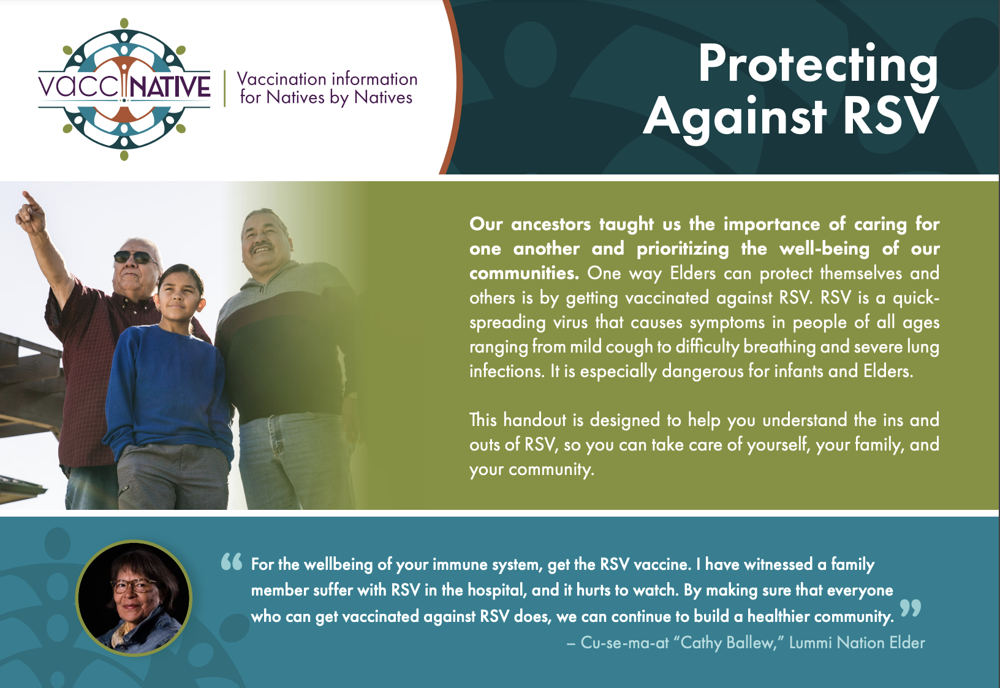 vaccNATIVE
Vaccination information
for Natives by Natives
Protecting
Against RSV
Our ancestors taught us the importance of caring for
one another and prioritizing the well-being of our
communities. One way Elders can protect themselves and
others is by getting vaccinated against RSV. RSV is a quick-
spreading virus that causes symptoms in people of all ages
ranging from mild cough to difficulty breathing and severe lung
infections. It is especially dangerous for infants and Elders.
This handout is designed to help you understand the ins and
outs of RSV, so you can take care of yourself, your family, and
your community.
“For the wellbeing of your immune system, get the RSV vaccine. I have witnessed a family
member suffer with RSV in the hospital, and it hurts to watch. By making sure that everyone
who can get vaccinated against RSV does, we can continue to build a healthier community.”
– Cu-se-ma-at “Cathy Ballew,” Lummi Nation Elder